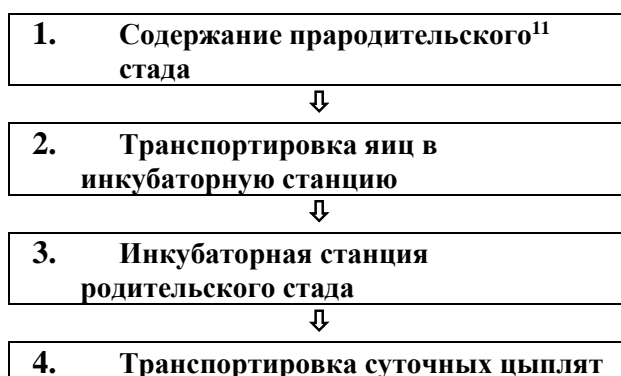 1. Содержание прародительского11
стада
⇩
2. Транспортировка яиц в
инкубаторную станцию
⇩
3. Инкубаторная станция
родительского стада
⇩
4. Транспортировка суточных цыплят